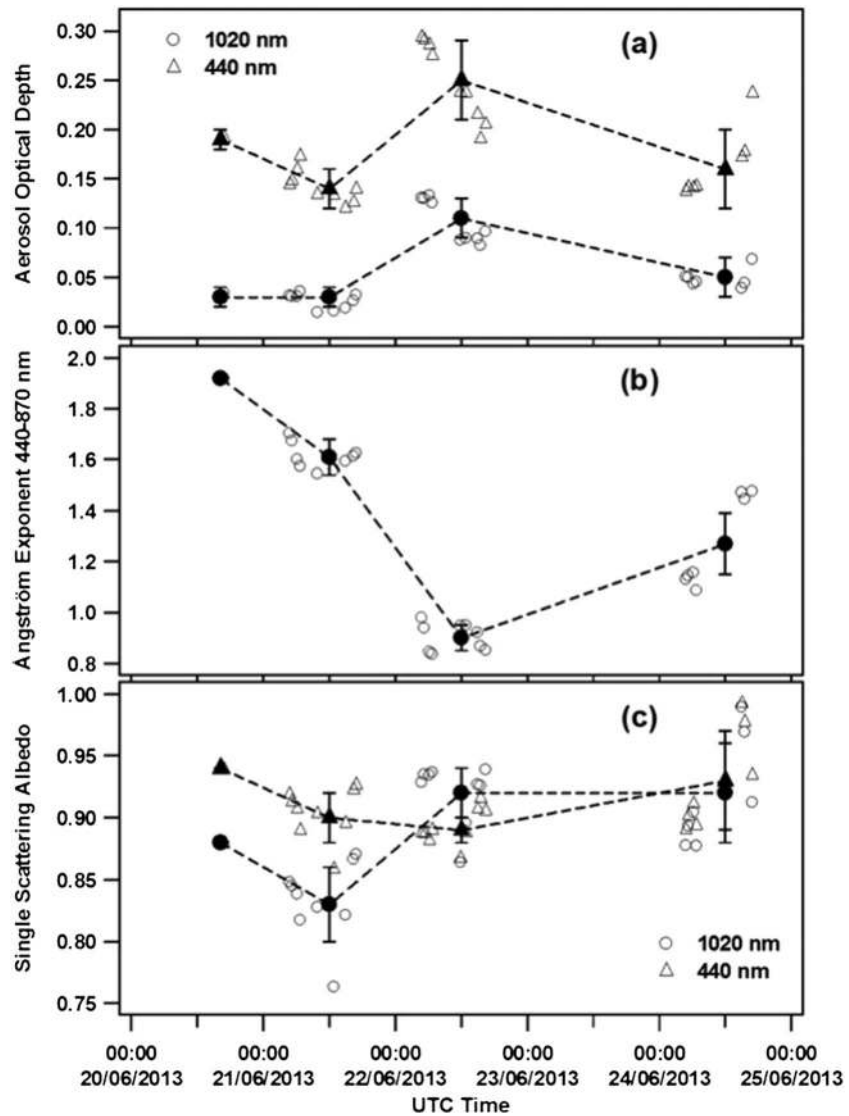 (a)
1020 nm
440 nm
Aerosol Optical Depth
0.30
0.25
0.20
0.15
0.10
0.05
0.00
(b)
Angström Exponent 440-870 nm
2.0
1.8
1.6
1.4
1.2
1.0
0.8
(c)
Single Scattering Albedo
1.00
0.95
0.90
0.85
0.80
0.75
1020 nm
440 nm
00:00 00:00 00:00 00:00 00:00 00:00
20/06/2013 21/06/2013 22/06/2013 23/06/2013 24/06/2013 25/06/2013
UTC Time